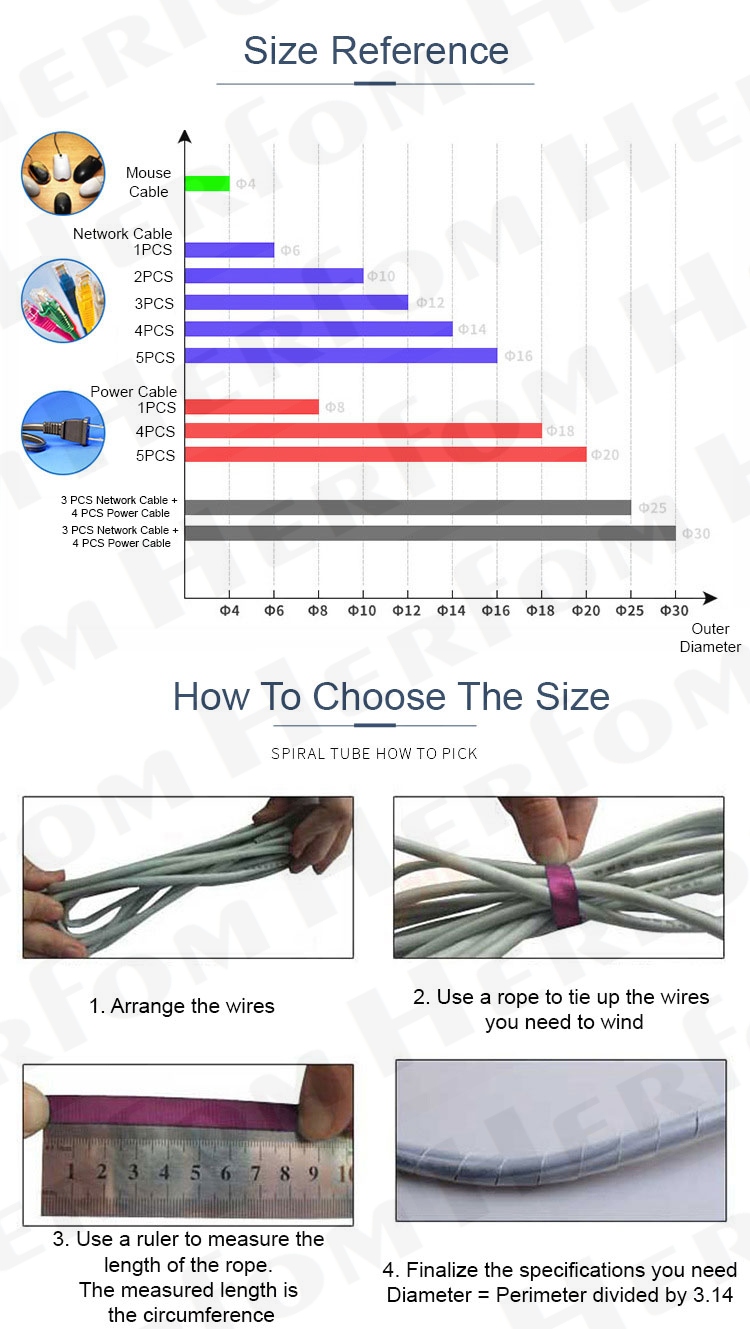 Size Reference
Mouse
Cable
Φ4
Network Cable
1PCS
Φ6
2PCS
Φ10
3PCS
Φ12
4PCS
Φ14
5PCS
Φ16
Power Cable
1PCS
Φ8
4PCS
Φ18
5PCS
Φ20
3 PCS Network Cable +
4 PCS Power Cable
Φ25
3 PCS Network Cable +
4 PCS Power Cable
Φ30
Φ4 Φ6 Φ8 Φ10 Φ12 Φ14 Φ16 Φ18 Φ20 Φ25 Φ30
Outer
Diameter
How To Choose The Size
SPIRAL TUBE HOW TO PICK
1. Arrange the wires
2. Use a rope to tie up the wires
you need to wind
1 2 3 4 5 6 7 8 9 10
3. Use a ruler to measure the
length of the rope.
The measured length is
the circumference
4. Finalize the specifications you need
Diameter = Perimeter divided by 3.14
HERFOM